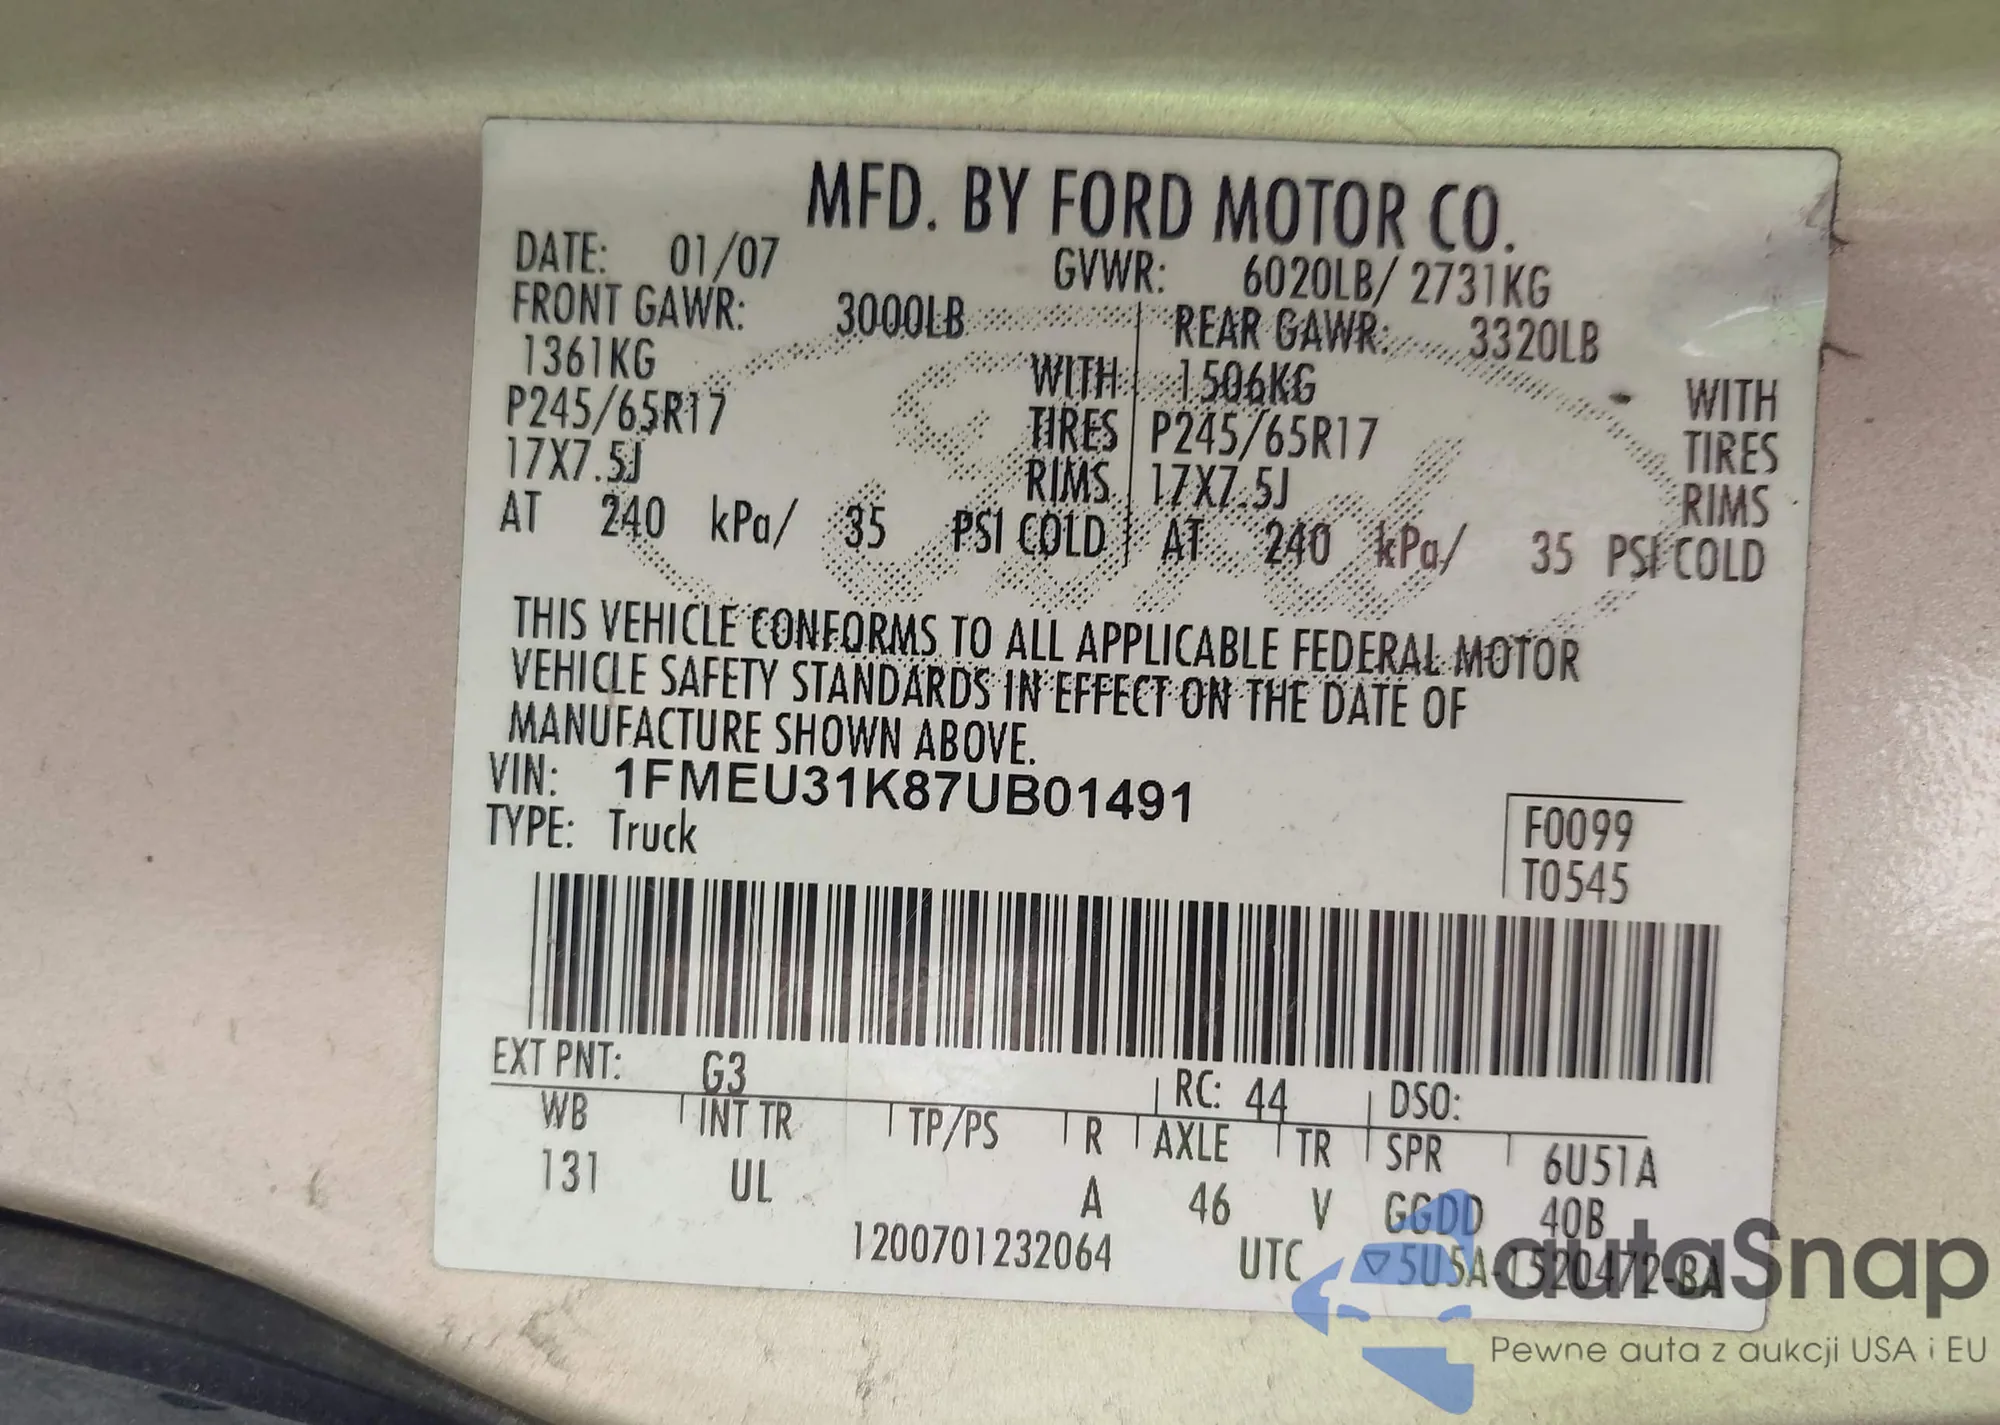 MFD. BY FORD MOTOR CO.
DATE: 01/07 GVWR: 6020LB/ 2731KG
FRONT GAWR: 3000LB REAR GAWR: 3320LB
1361KG WITH 1506KG WITH
P245/65R17 TIRES P245/65R17 TIRES
17X7.5J RIMS 17X7.5J RIMS
AT 240 kPa/ 35 PSI COLD AT 240 kPa/ 35 PSI COLD
THIS VEHICLE CONFORMS TO ALL APPLICABLE FEDERAL MOTOR
VEHICLE SAFETY STANDARDS IN EFFECT ON THE DATE OF
MANUFACTURE SHOWN ABOVE.
VIN: 1FMEU31K87UB01491
TYPE: Truck
F0099
T0545
EXT PNT: G3 RC: 44 DSO:
WB INT TR TP/PS R AXLE TR SPR 6U51A
131 UL A 46 V GGDD 40B
1200701232064 UTC ▽5U5A-1520472-BA
autaSnap
Pewne auta z aukcji USA i EU
Ford